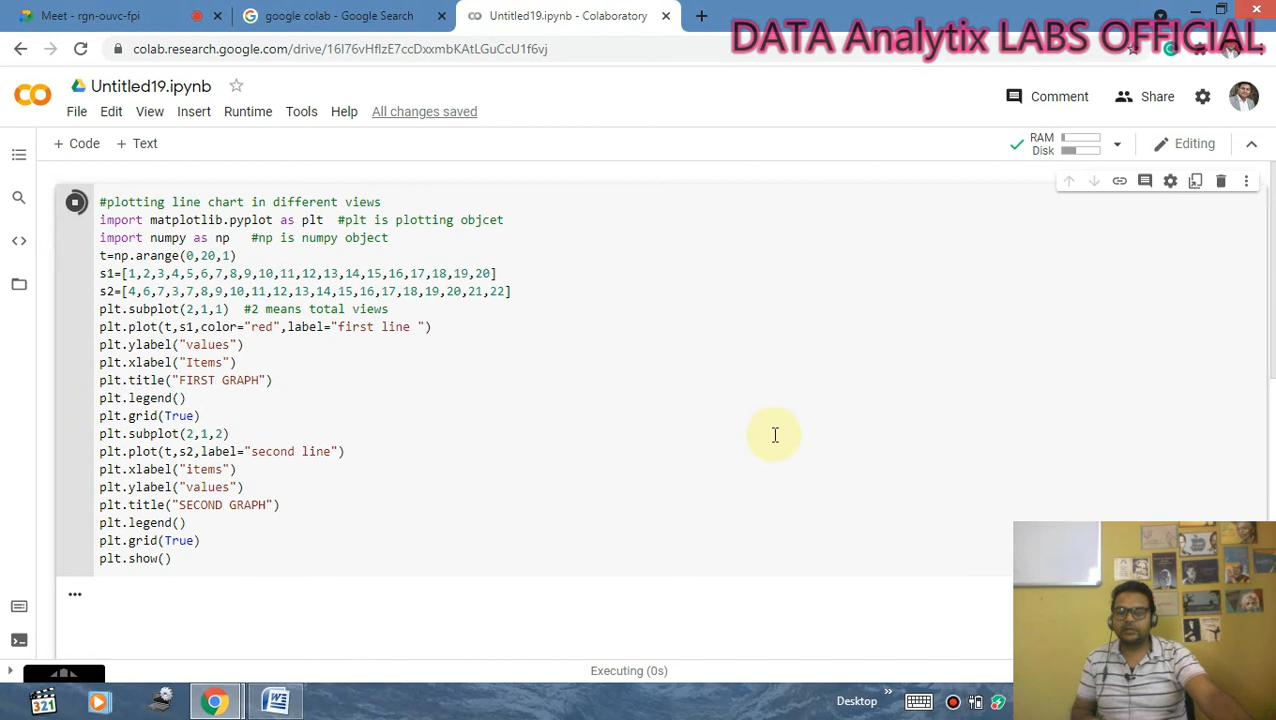 Meet - rgn-ouvc-fpi
google colab - Google Search
Untitled19.ipynb - Colaboratory
DATA Analytix LABS OFFICIAL
colab.research.google.com/drive/16I76vHflzE7ccDxxmbKAtLGuCcU1f6vj
Untitled19.ipynb
File Edit View Insert Runtime Tools Help All changes saved
Comment
Share
+ Code + Text
RAM
Disk
Editing
#plotting line chart in different views
import matplotlib.pyplot as plt #plt is plotting objcet
import numpy as np #np is numpy object
t=np.arange(0,20,1)
s1=[1,2,3,4,5,6,7,8,9,10,11,12,13,14,15,16,17,18,19,20]
s2=[4,6,7,3,7,8,9,10,11,12,13,14,15,16,17,18,19,20,21,22]
plt.subplot(2,1,1) #2 means total views
plt.plot(t,s1,color="red",label="first line ")
plt.ylabel("values")
plt.xlabel("Items")
plt.title("FIRST GRAPH")
plt.legend()
plt.grid(True)
plt.subplot(2,1,2)
plt.plot(t,s2,label="second line")
plt.xlabel("items")
plt.ylabel("values")
plt.title("SECOND GRAPH")
plt.legend()
plt.grid(True)
plt.show()
Executing (0s)
321
Desktop